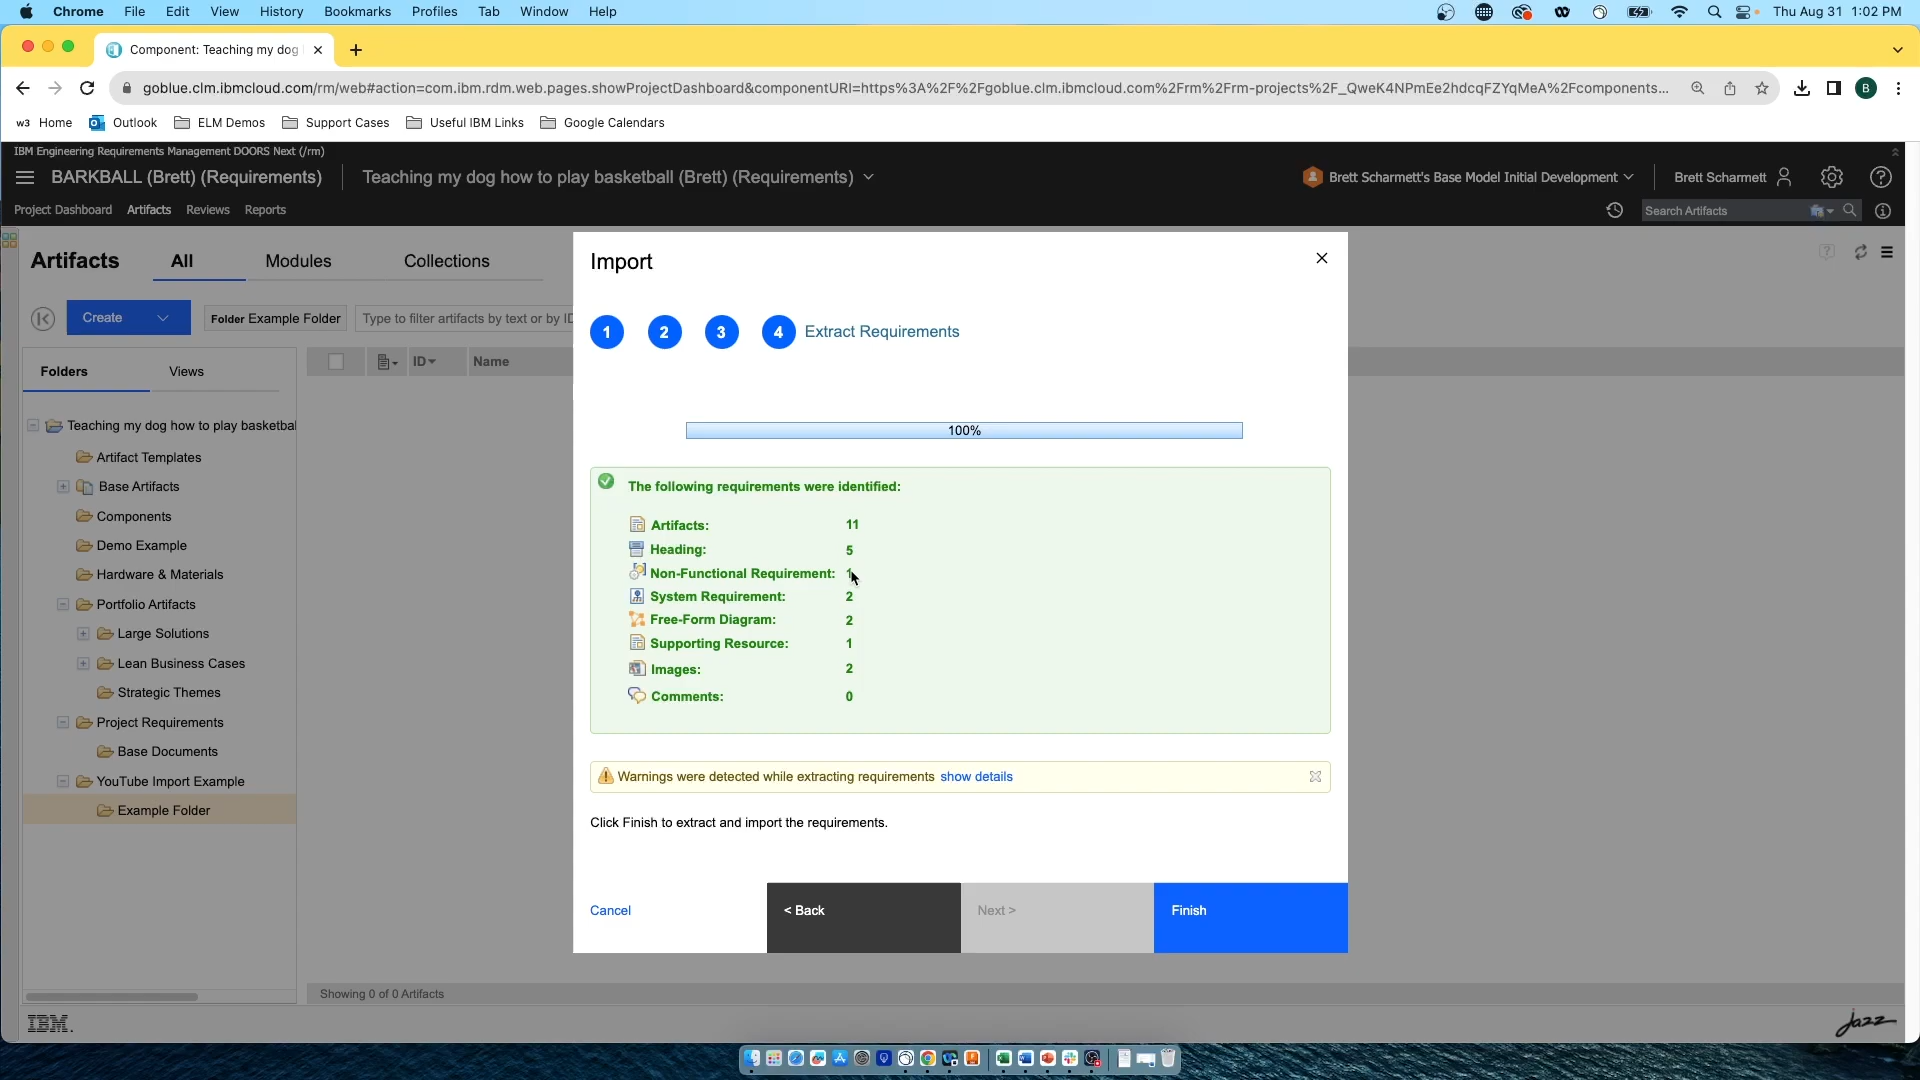 Chrome File Edit View History Bookmarks Profiles Tab Window Help Thu Aug 31 1:02 PM
Component: Teaching my dog
goblue.clm.ibmcloud.com/rm/web#action=com.ibm.rdm.web.pages.showProjectDashboard&componentURI=https%3A%2F%2Fgoblue.clm.ibmcloud.com%2Frm%2Frm-projects%2F_QweK4NPmEe2hdcqFZYqMeA%2Fcomponents... B
w3 Home Outlook ELM Demos Support Cases Useful IBM Links Google Calendars
IBM Engineering Requirements Management DOORS Next (/rm)
BARKBALL (Brett) (Requirements) Teaching my dog how to play basketball (Brett) (Requirements) Brett Scharmett's Base Model Initial Development Brett Scharmett
Project Dashboard Artifacts Reviews Reports Search Artifacts
Artifacts All Modules Collections
Create Folder Example Folder Type to filter artifacts by text or by ID
ID Name
Folders Views
Teaching my dog how to play basketbal
Artifact Templates
Base Artifacts
Components
Demo Example
Hardware & Materials
Portfolio Artifacts
Large Solutions
Lean Business Cases
Strategic Themes
Project Requirements
Base Documents
YouTube Import Example
Example Folder
Showing 0 of 0 Artifacts
Import
1 2 3 4 Extract Requirements
100%
The following requirements were identified:
Artifacts: 11
Heading: 5
Non-Functional Requirement: 1
System Requirement: 2
Free-Form Diagram: 2
Supporting Resource: 1
Images: 2
Comments: 0
Warnings were detected while extracting requirements show details
Click Finish to extract and import the requirements.
Cancel < Back Next > Finish
IBM. Jazz